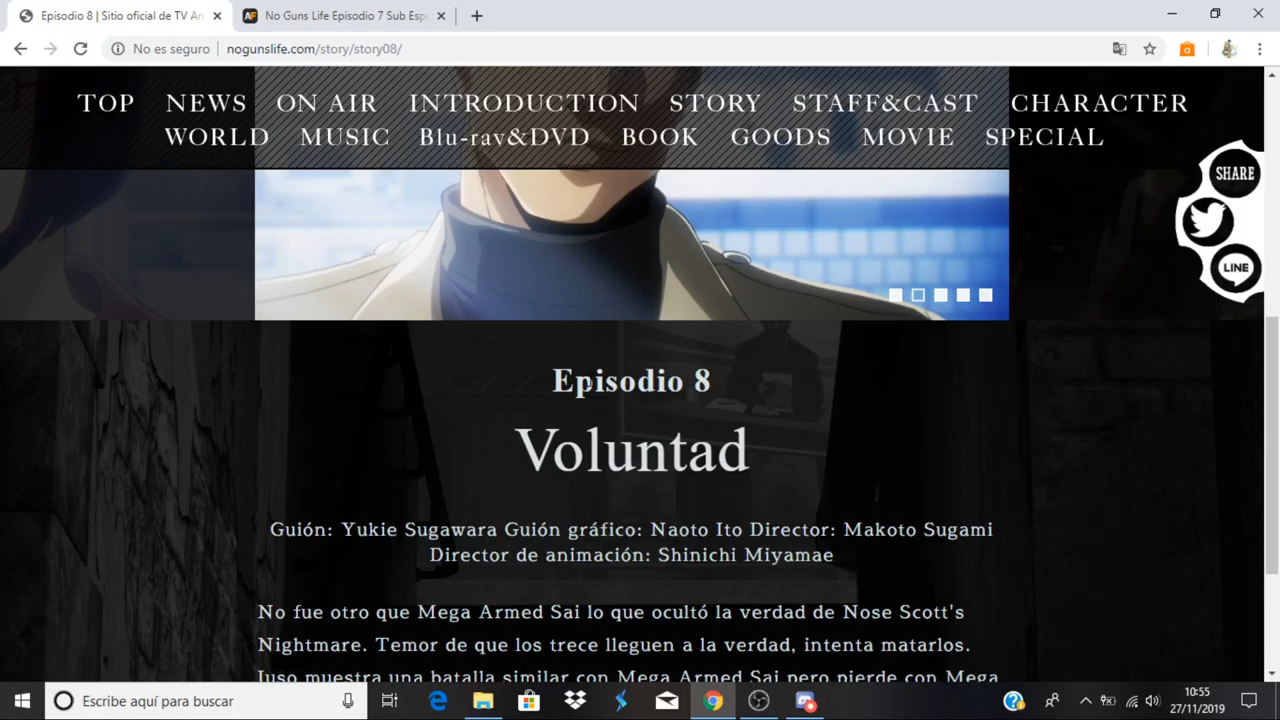 Episodio 8 | Sitio oficial de TV An
No Guns Life Episodio 7 Sub Espa
No es seguro
nogunslife.com/story/story08/
TOP NEWS ON AIR INTRODUCTION STORY STAFF&CAST CHARACTER
WORLD MUSIC Blu-ray&DVD BOOK GOODS MOVIE SPECIAL
SHARE
LINE
Episodio 8
Voluntad
Guión: Yukie Sugawara Guión gráfico: Naoto Ito Director: Makoto Sugami
Director de animación: Shinichi Miyamae
No fue otro que Mega Armed Sai lo que ocultó la verdad de Nose Scott's
Nightmare. Temor de que los trece lleguen a la verdad, intenta matarlos.
Juso muestra una batalla similar con Mega Armed Sai pero pierde con Mega
Escribe aquí para buscar
10:55
27/11/2019